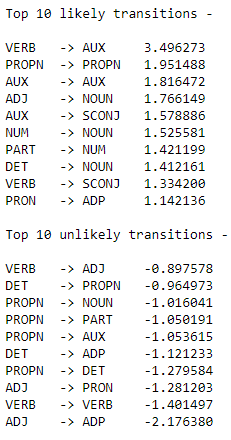 Top 10 likely transitions -
VERB -> AUX 3.496273
PROPN -> PROPN 1.951488
AUX -> AUX 1.816472
ADJ -> NOUN 1.766149
AUX -> SCONJ 1.578886
NUM -> NOUN 1.525581
PART -> NUM 1.421199
DET -> NOUN 1.412161
VERB -> SCONJ 1.334200
PRON -> ADP 1.142136
Top 10 unlikely transitions -
VERB -> ADJ -0.897578
DET -> PROPN -0.964973
PROPN -> NOUN -1.016041
PROPN -> PART -1.050191
PROPN -> AUX -1.053615
DET -> ADP -1.121233
PROPN -> DET -1.279584
ADJ -> PRON -1.281203
VERB -> VERB -1.401497
ADJ -> ADP -2.176380